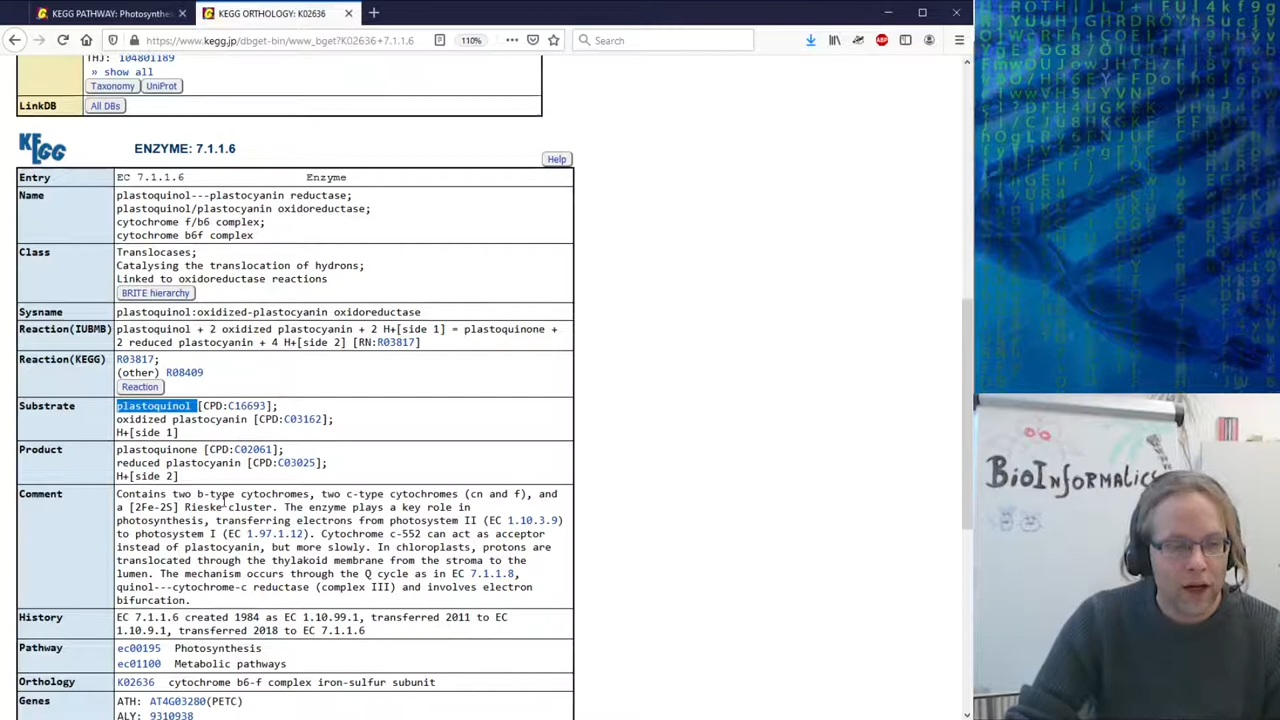 KEGG PATHWAY: Photosynthes
KEGG ORTHOLOGY: K02636
https://www.kegg.jp/dbget-bin/www_bget?K02636+7.1.1.6
110%
Search
ABP
THJ: 104801189
» show all
Taxonomy UniProt
LinkDB All DBs
KEGG
ENZYME: 7.1.1.6
Help
Entry EC 7.1.1.6 Enzyme
Name plastoquinol---plastocyanin reductase;
plastoquinol/plastocyanin oxidoreductase;
cytochrome f/b6 complex;
cytochrome b6f complex
Class Translocases;
Catalysing the translocation of hydrons;
Linked to oxidoreductase reactions
BRITE hierarchy
Sysname plastoquinol:oxidized-plastocyanin oxidoreductase
Reaction(IUBMB) plastoquinol + 2 oxidized plastocyanin + 2 H+[side 1] = plastoquinone +
2 reduced plastocyanin + 4 H+[side 2] [RN:R03817]
Reaction(KEGG) R03817;
(other) R08409
Reaction
Substrate plastoquinol [CPD:C16693];
oxidized plastocyanin [CPD:C03162];
H+[side 1]
Product plastoquinone [CPD:C02061];
reduced plastocyanin [CPD:C03025];
H+[side 2]
Comment Contains two b-type cytochromes, two c-type cytochromes (cn and f), and
a [2Fe-2S] Rieske cluster. The enzyme plays a key role in
photosynthesis, transferring electrons from photosystem II (EC 1.10.3.9)
to photosystem I (EC 1.97.1.12). Cytochrome c-552 can act as acceptor
instead of plastocyanin, but more slowly. In chloroplasts, protons are
translocated through the thylakoid membrane from the stroma to the
lumen. The mechanism occurs through the Q cycle as in EC 7.1.1.8,
quinol---cytochrome-c reductase (complex III) and involves electron
bifurcation.
History EC 7.1.1.6 created 1984 as EC 1.10.99.1, transferred 2011 to EC
1.10.9.1, transferred 2018 to EC 7.1.1.6
Pathway ec00195 Photosynthesis
ec01100 Metabolic pathways
Orthology K02636 cytochrome b6-f complex iron-sulfur subunit
Genes ATH: AT4G03280(PETC)
ALY: 9310938
BioInformatics